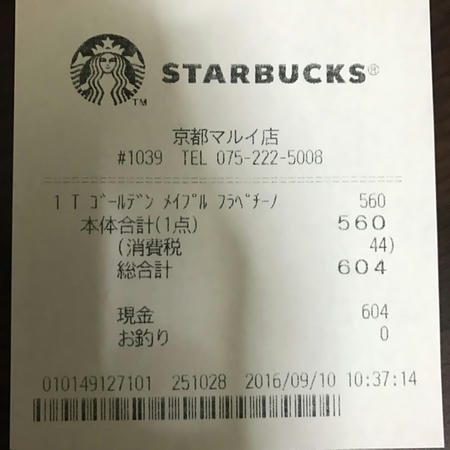 TM
STARBUCKS®
京都マルイ店
#1039 TEL 075-222-5008
1 T ｺﾞｰﾙﾃﾞﾝ ﾒｲﾌﾟﾙ ﾌﾗﾍﾟﾁｰﾉ 560
本体合計(1点) 560
(消費税 44)
総合計 604
現金 604
お釣り 0
010149127101 251028 2016/09/10 10:37:14